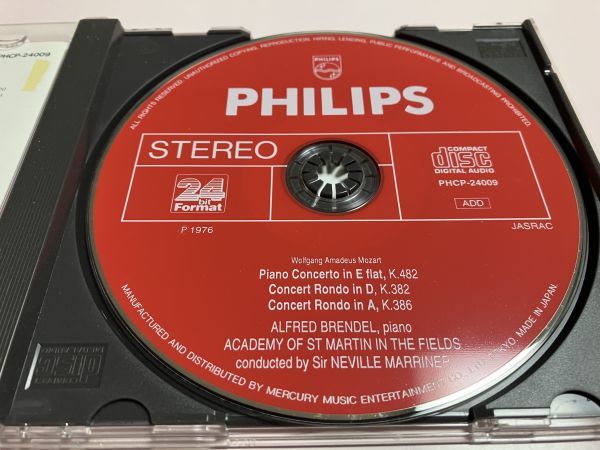 PHCP-24009
ALL RIGHTS RESERVED. UNAUTHORIZED COPYING, REPRODUCTION, HIRING, LENDING, PUBLIC PERFORMANCE AND BROADCASTING PROHIBITED.
PHILIPS
PHILIPS
STEREO
COMPACT
disc
DIGITAL AUDIO
PHCP-24009
24
bit
Format
ADD
P 1976
JASRAC
Wolfgang Amadeus Mozart
Piano Concerto in E flat, K.482
Concert Rondo in D, K.382
Concert Rondo in A, K.386
ALFRED BRENDEL, piano
ACADEMY OF ST MARTIN IN THE FIELDS
conducted by Sir NEVILLE MARRINER
MANUFACTURED AND DISTRIBUTED BY MERCURY MUSIC ENTERTAINMENT CO., LTD., TOKYO. MADE IN JAPAN.